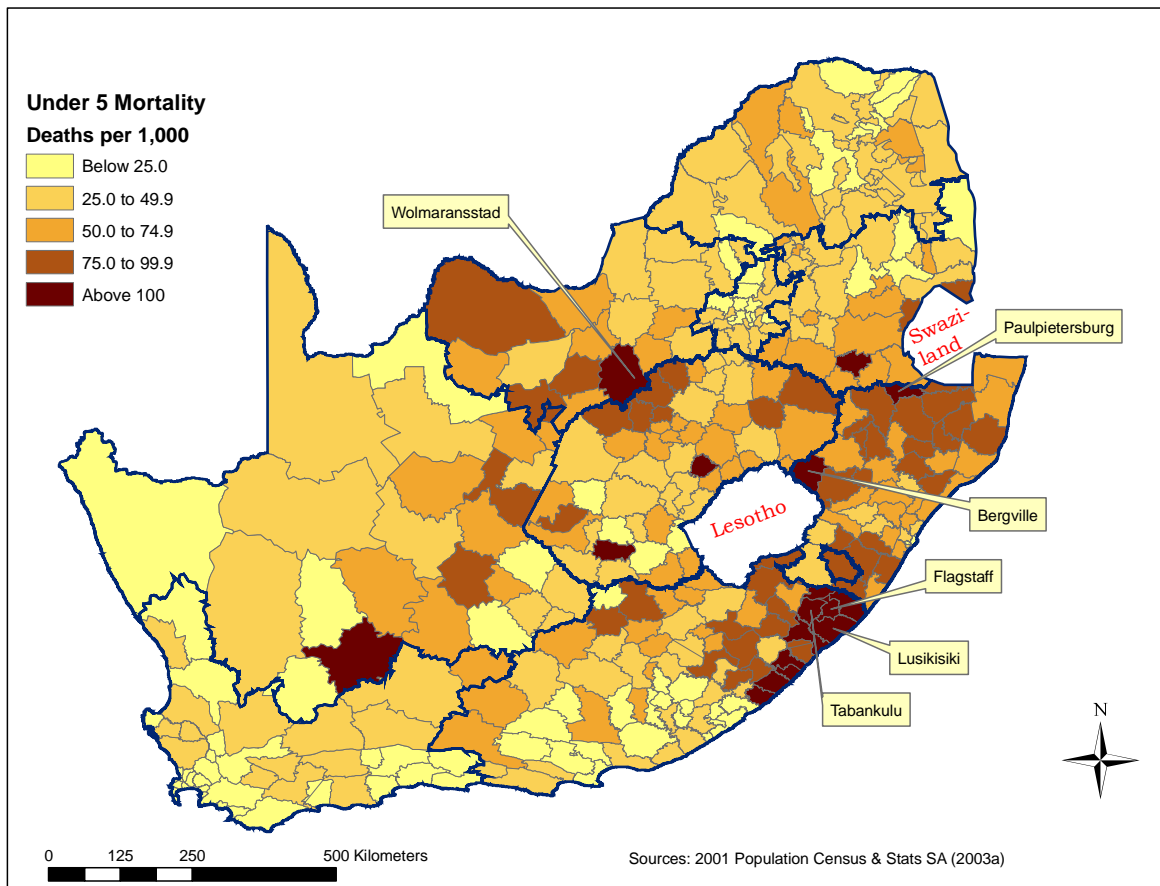 Under 5 Mortality
Deaths per 1,000
Below 25.0
25.0 to 49.9
50.0 to 74.9
75.0 to 99.9
Above 100
Wolmaransstad
Swazi-
land
Paulpietersburg
Lesotho
Bergville
Flagstaff
Lusikisiki
Tabankulu
N
0 125 250 500 Kilometers
Sources: 2001 Population Census & Stats SA (2003a)